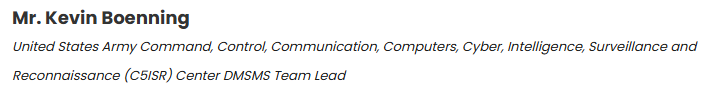 Mr. Kevin Boenning
United States Army Command, Control, Communication, Computers, Cyber, Intelligence, Surveillance and
Reconnaissance (C5ISR) Center DMSMS Team Lead